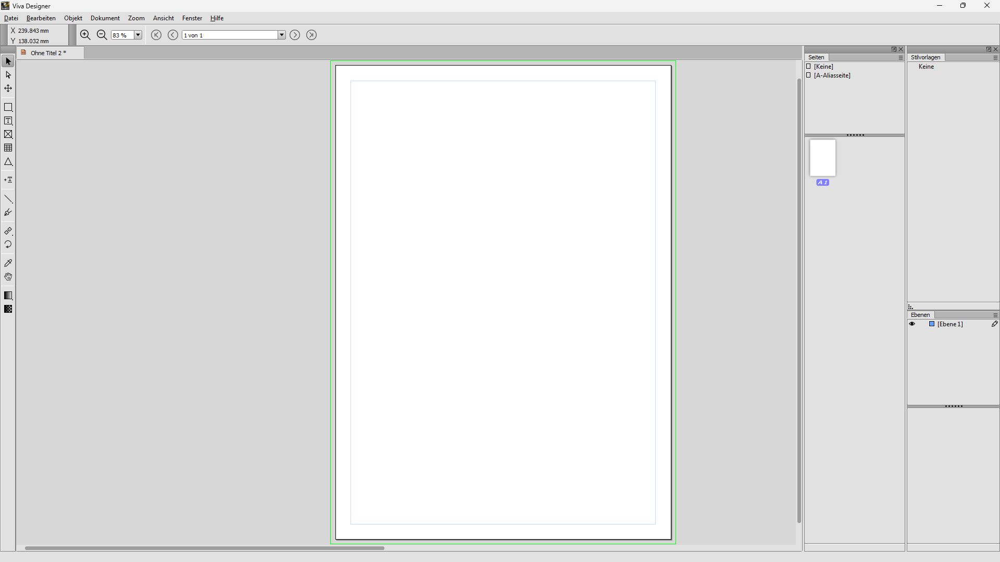 Viva Designer
Datei Bearbeiten Objekt Dokument Zoom Ansicht Fenster Hilfe
X 239.843 mm
Y 138.032 mm
83 %
1 von 1
Ohne Titel 2 *
Seiten
[Keine]
[A-Aliasseite]
A 1
Stilvorlagen
Keine
Ebenen
[Ebene 1]